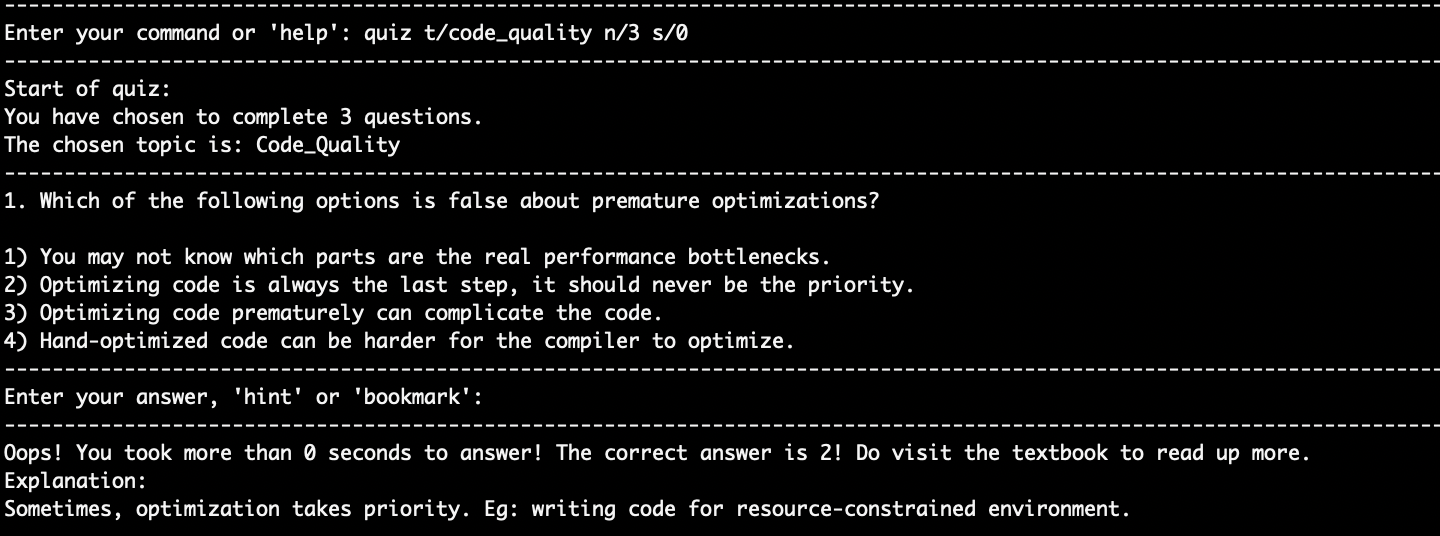 Enter your command or 'help': quiz t/code_quality n/3 s/0
Start of quiz:
You have chosen to complete 3 questions.
The chosen topic is: Code_Quality
1. Which of the following options is false about premature optimizations?
1) You may not know which parts are the real performance bottlenecks.
2) Optimizing code is always the last step, it should never be the priority.
3) Optimizing code prematurely can complicate the code.
4) Hand-optimized code can be harder for the compiler to optimize.
Enter your answer, 'hint' or 'bookmark':
Oops! You took more than 0 seconds to answer! The correct answer is 2! Do visit the textbook to read up more.
Explanation:
Sometimes, optimization takes priority. Eg: writing code for resource-constrained environment.